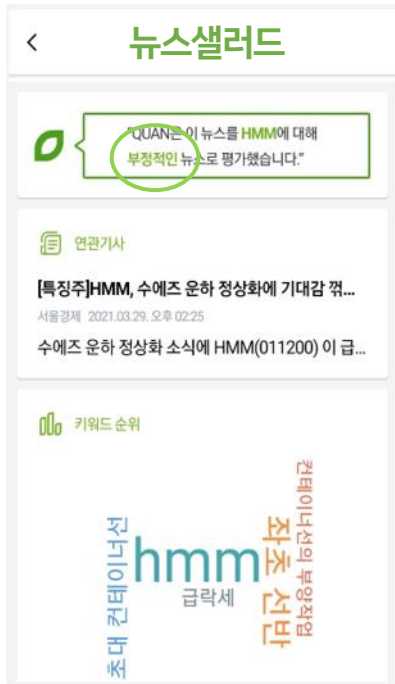 뉴스샐러드
"QUAN은 이 뉴스를 HMM에 대해
부정적인 뉴스로 평가했습니다."
연관기사
[특징주]HMM, 수에즈 운하 정상화에 기대감 꺾...
서울경제 2021.03.29. 오후 02:25
수에즈 운하 정상화 소식에 HMM(011200) 이 급...
키워드 순위
초대 컨테이너선
hmm
급락세
좌초 선반
컨테이너선의 부양작업